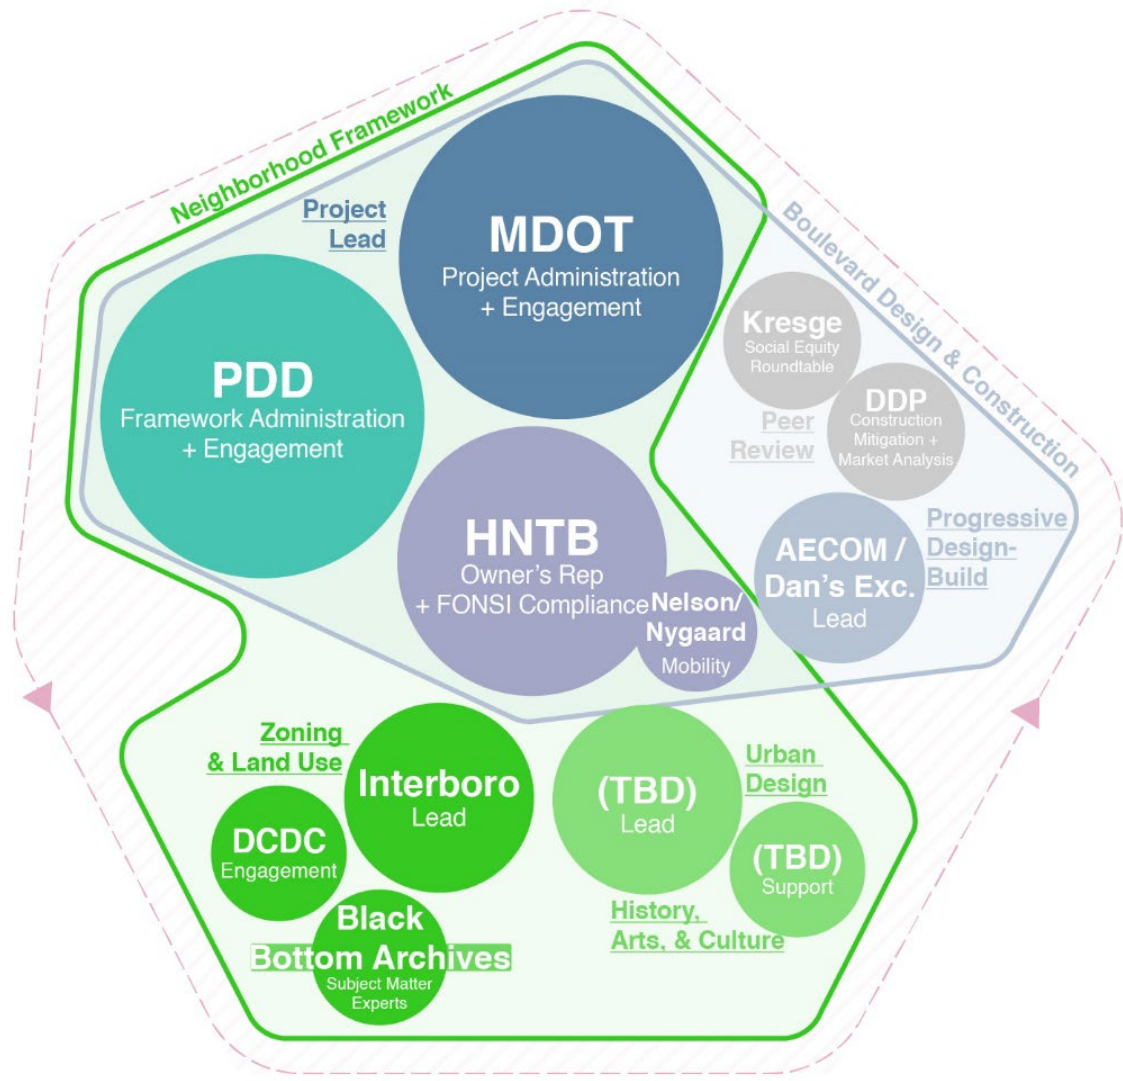 Neighborhood Framework
Boulevard Design & Construction
Project
Lead
MDOT
Project Administration
+ Engagement
PDD
Framework Administration
+ Engagement
Kresge
Social Equity
Roundtable
DDP
Construction
Mitigation +
Market Analysis
Peer
Review
HNTB
Owner's Rep
+ FONSI Compliance
Nelson/
Nygaard
Mobility
AECOM /
Dan's Exc.
Lead
Progressive
Design-
Build
Zoning
& Land Use
Interboro
Lead
DCDC
Engagement
Black
Bottom Archives
Subject Matter
Experts
(TBD)
Lead
Urban
Design
(TBD)
Support
History,
Arts, & Culture